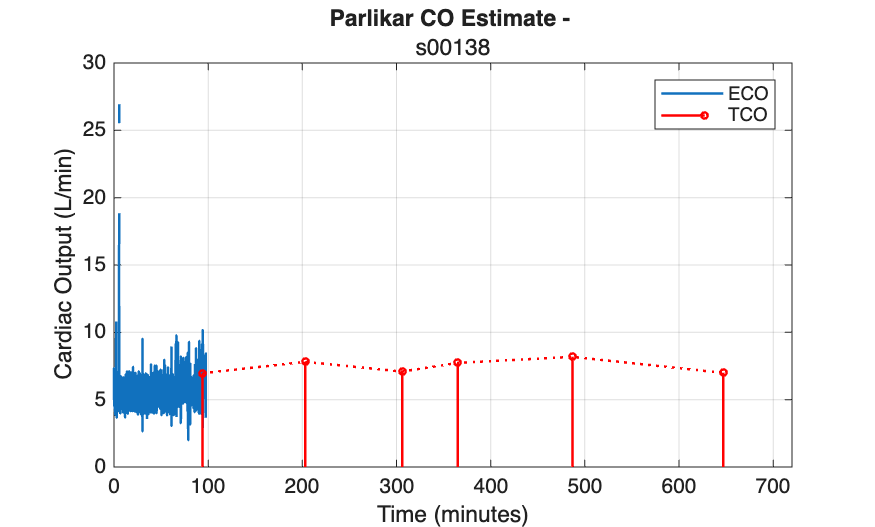 Parlikar CO Estimate -
s00138
30
25
20
15
10
5
0
Cardiac Output (L/min)
ECO
TCO
0 100 200 300 400 500 600 700
Time (minutes)